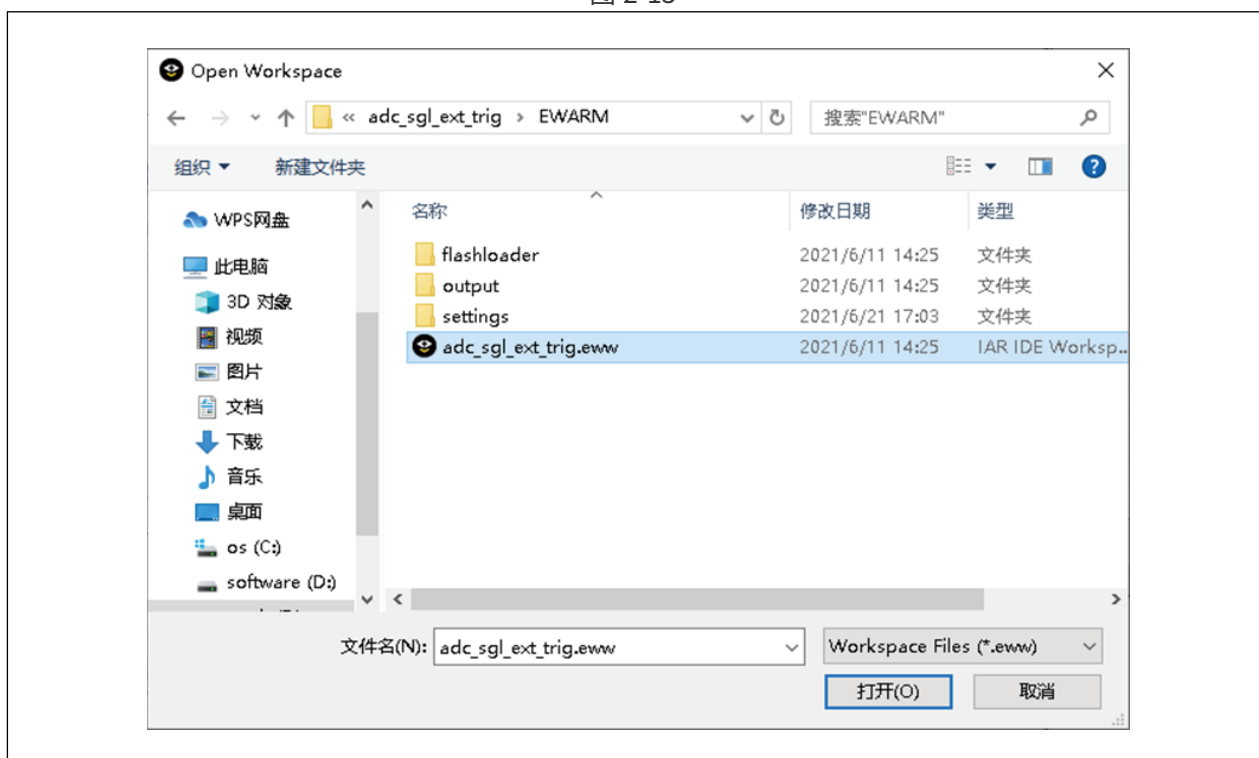 图 2-13
Open Workspace
« adc_sgl_ext_trig › EWARM
搜索"EWARM"
组织
新建文件夹
名称
修改日期
类型
WPS网盘
此电脑
3D 对象
视频
图片
文档
下载
音乐
桌面
os (C:)
software (D:)
flashloader 2021/6/11 14:25 文件夹
output 2021/6/11 14:25 文件夹
settings 2021/6/21 17:03 文件夹
adc_sgl_ext_trig.eww 2021/6/11 14:25 IAR IDE Worksp..
文件名(N): adc_sgl_ext_trig.eww
Workspace Files (*.eww)
打开(O)
取消